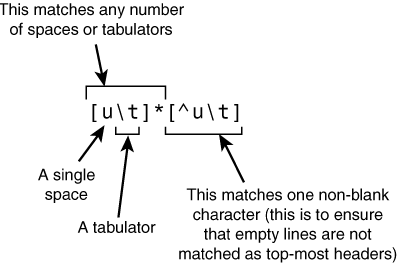 This matches any number
of spaces or tabulators
[u\t]*[^u\t]
A single
space
A tabulator
This matches one non-blank
character (this is to ensure
that empty lines are not
matched as top-most headers)